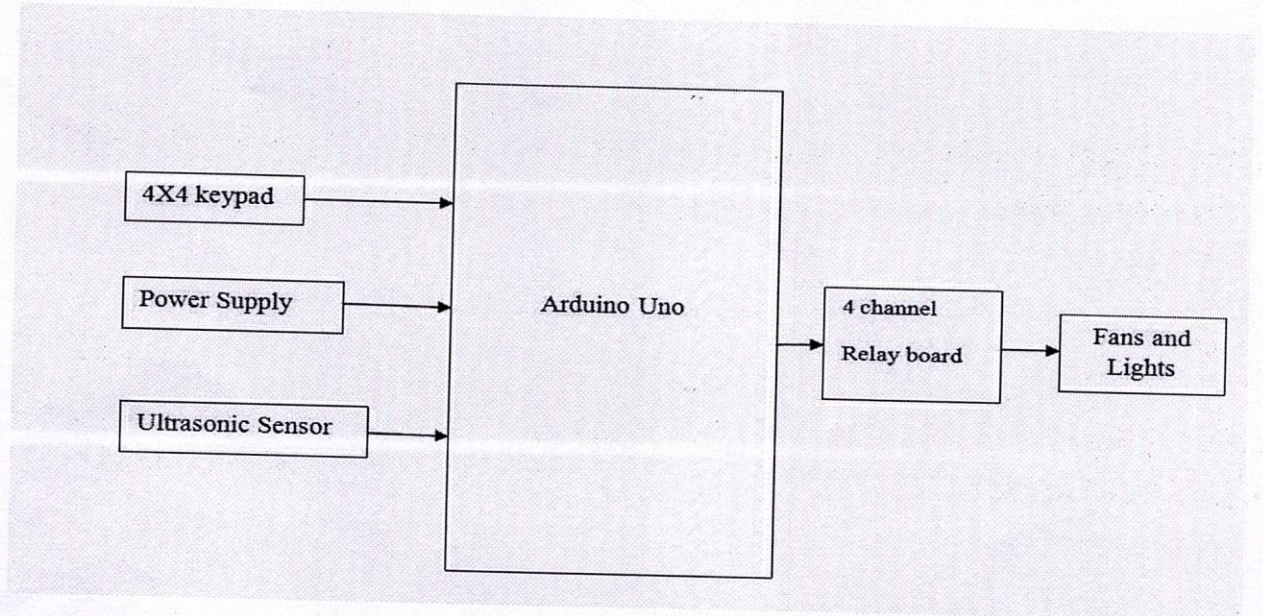 4X4 keypad
Power Supply
Ultrasonic Sensor
Arduino Uno
4 channel
Relay board
Fans and
Lights